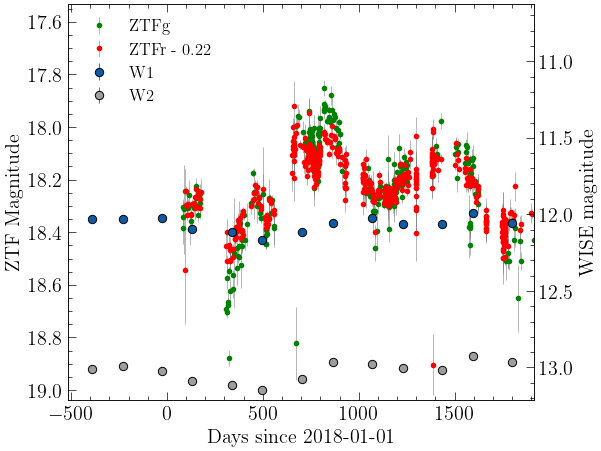 ZTFg
ZTFr - 0.22
W1
W2
17.6
17.8
18.0
18.2
18.4
18.6
18.8
19.0
ZTF Magnitude
11.0
11.5
12.0
12.5
13.0
WISE magnitude
−500
0
500
1000
1500
Days since 2018-01-01